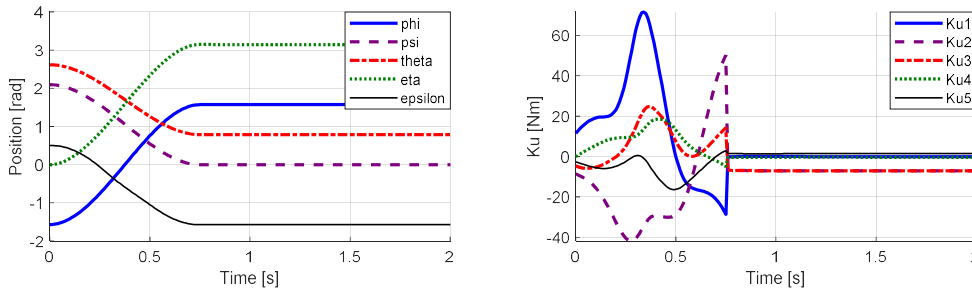 4
3
2
1
0
-1
-2
Position [rad]
0
0.5
1
1.5
2
Time [s]
phi
psi
theta
eta
epsilon
60
40
20
0
-20
-40
Ku [Nm]
0
0.5
1
1.5
2
Time [s]
Ku1
Ku2
Ku3
Ku4
Ku5